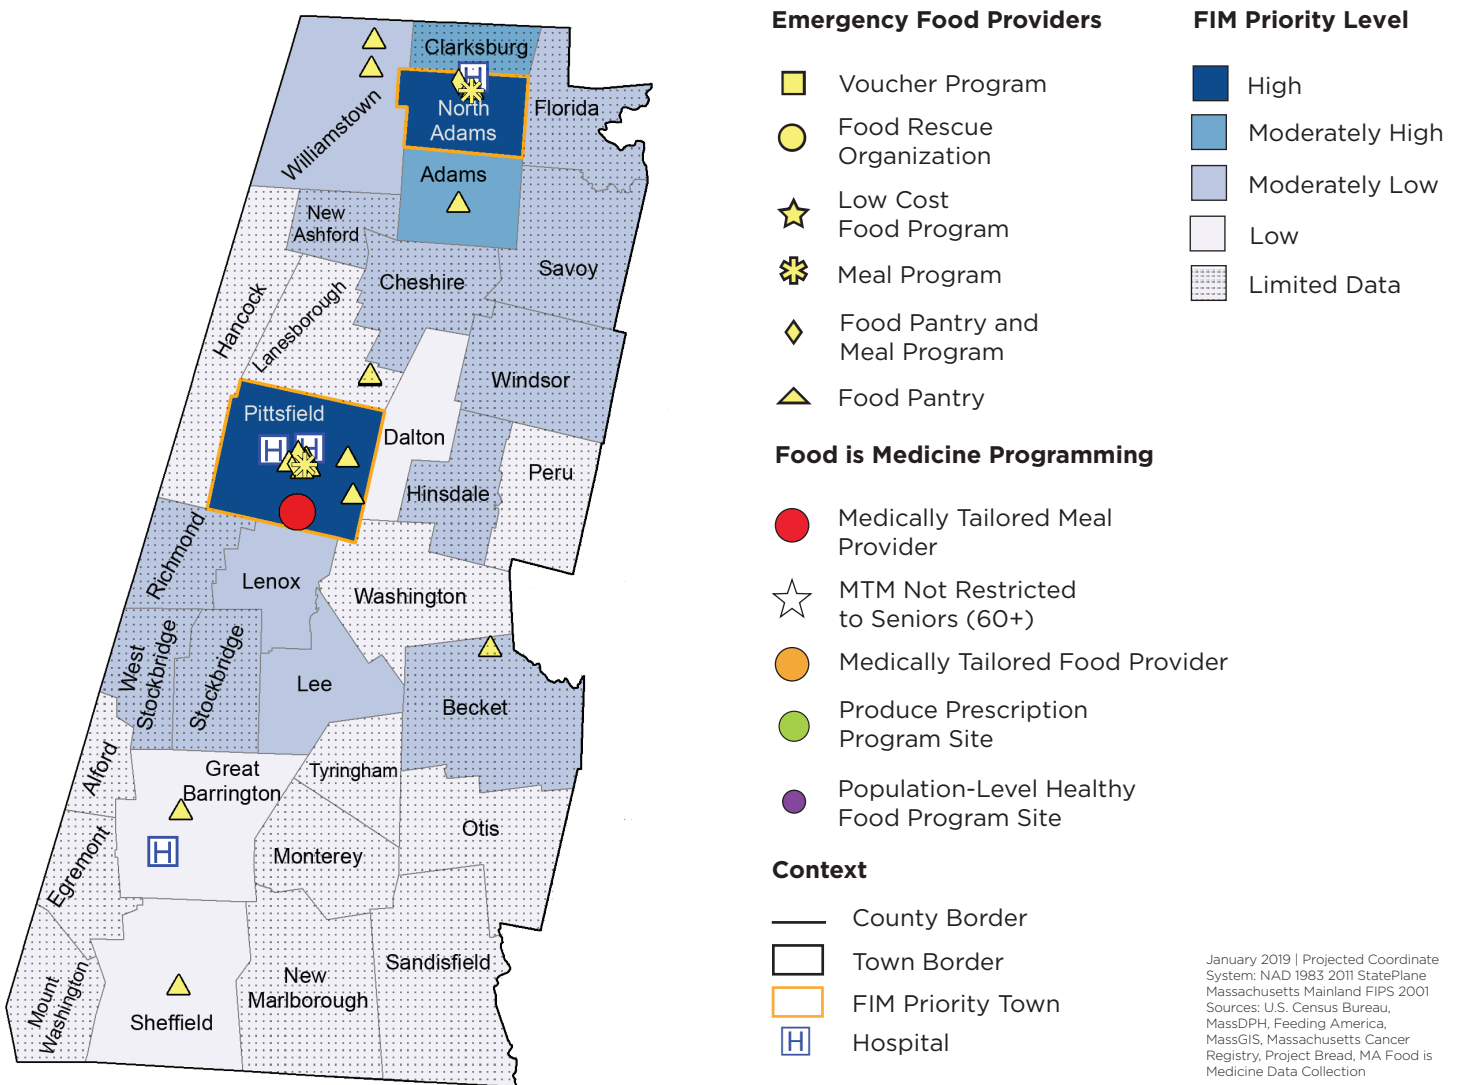 Clarksburg
North
Adams
Florida
Williamstown
Adams
New
Ashford
Savoy
Cheshire
Hancock
Lanesborough
Windsor
Pittsfield
H
H
H
Dalton
Peru
Hinsdale
Richmond
Lenox
Washington
West
Stockbridge
Stockbridge
Lee
Becket
Alford
Great
Barrington
Tyringham
H
Otis
Egremont
Monterey
Mount
Washington
Sheffield
New
Marlborough
Sandisfield
Emergency Food Providers
Voucher Program
Food Rescue
Organization
Low Cost
Food Program
Meal Program
Food Pantry and
Meal Program
Food Pantry
Food is Medicine Programming
Medically Tailored Meal
Provider
MTM Not Restricted
to Seniors (60+)
Medically Tailored Food Provider
Produce Prescription
Program Site
Population-Level Healthy
Food Program Site
Context
County Border
Town Border
FIM Priority Town
H Hospital
FIM Priority Level
High
Moderately High
Moderately Low
Low
Limited Data
January 2019 | Projected Coordinate
System: NAD 1983 2011 StatePlane
Massachusetts Mainland FIPS 2001
Sources: U.S. Census Bureau,
MassDPH, Feeding America,
MassGIS, Massachusetts Cancer
Registry, Project Bread, MA Food is
Medicine Data Collection